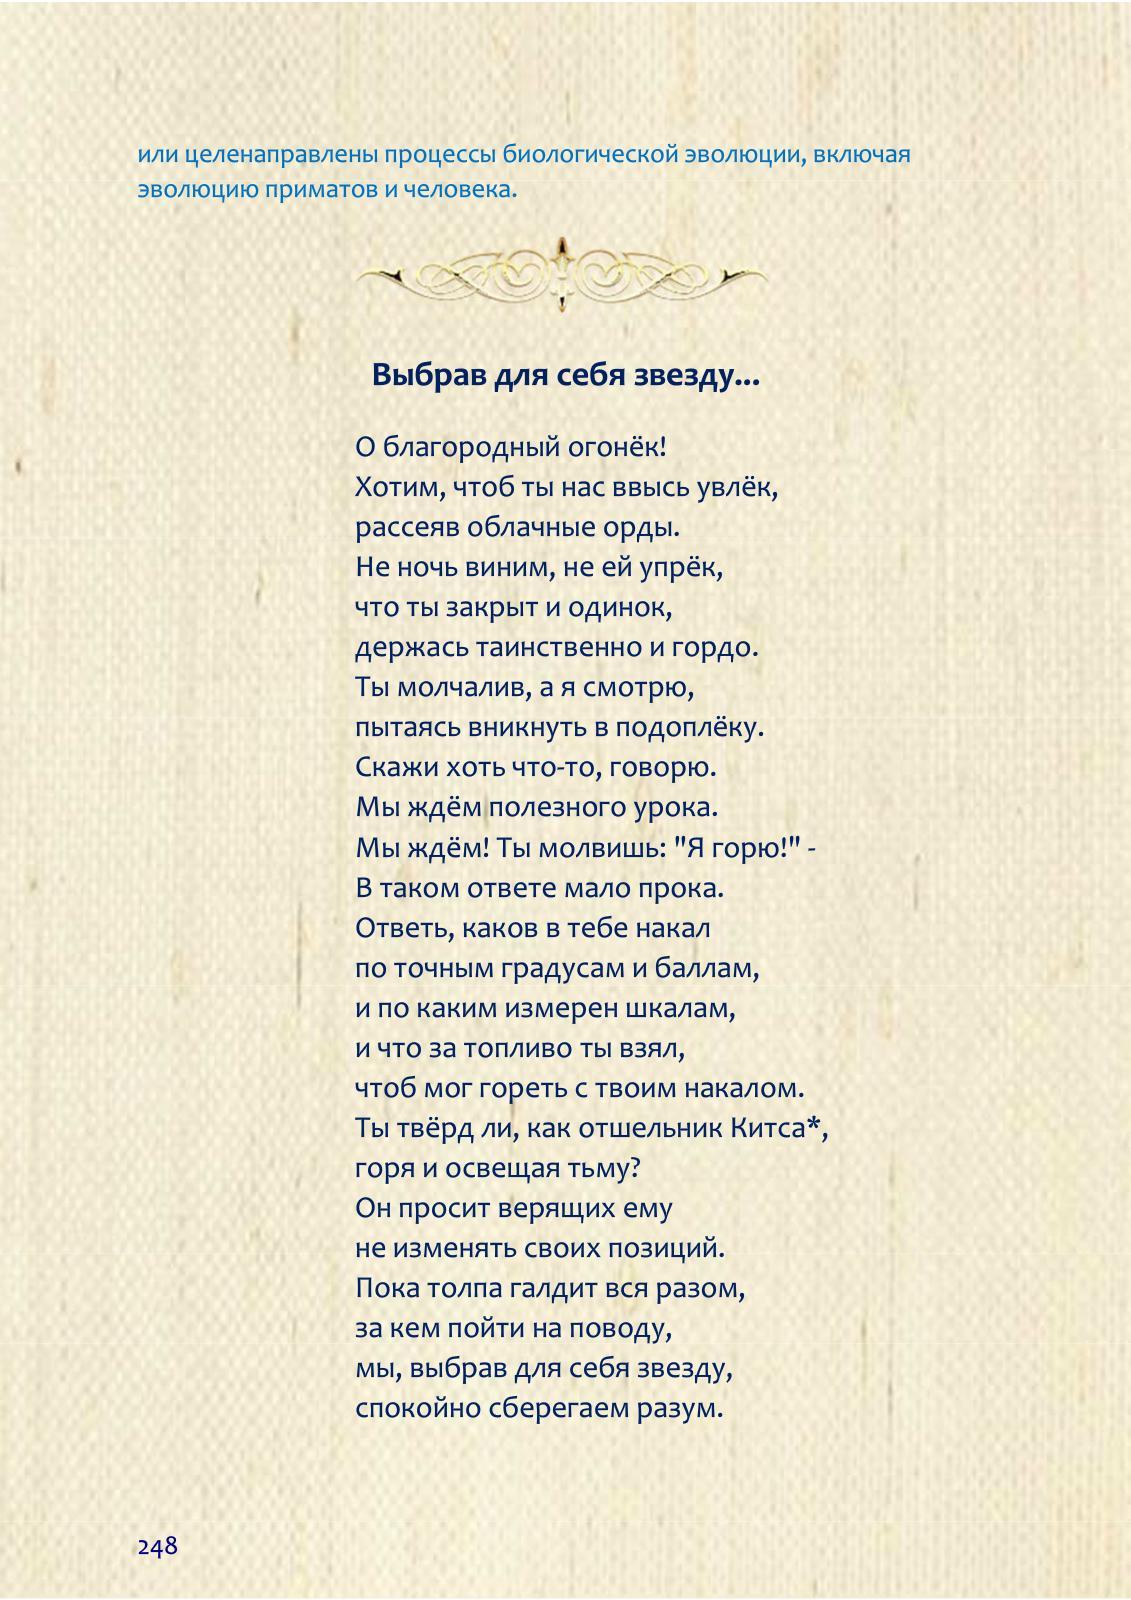 или целенаправлены процессы биологической эволюции, включая
эволюцию приматов и человека.
Выбрав для себя звезду...
О благородный огонёк!
Хотим, чтоб ты нас ввысь увлёк,
рассеяв облачные орды.
Не ночь виним, не ей упрёк,
что ты закрыт и одинок,
держась таинственно и гордо.
Ты молчалив, а я смотрю,
пытаясь вникнуть в подоплёку.
Скажи хоть что-то, говорю.
Мы ждём полезного урока.
Мы ждём! Ты молвишь: "Я горю!" -
В таком ответе мало прока.
Ответь, каков в тебе накал
по точным градусам и баллам,
и по каким измерен шкалам,
и что за топливо ты взял,
чтоб мог гореть с твоим накалом.
Ты твёрд ли, как отшельник Китса*,
горя и освещая тьму?
Он просит верящих ему
не изменять своих позиций.
Пока толпа галдит вся разом,
за кем пойти на поводу,
мы, выбрав для себя звезду,
спокойно сберегаем разум.
248